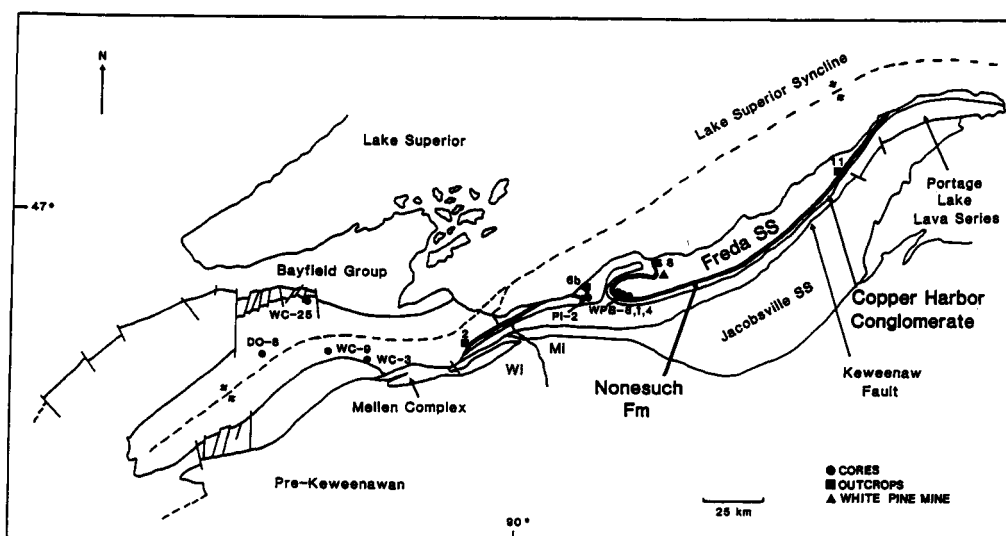 N
Lake Superior Syncline
Lake Superior
11
47°
Portage
Lake
Lava Series
Freda SS
8
6b
Bayfield Group
WC-25
PI-2
WPB-6,1,4
Jacobsville SS
Copper Harbor
Conglomerate
2
DO-8
WC-9
WC-3
MI
WI
Nonesuch
Fm
Keweenaw
Fault
Mellen Complex
Pre-Keweenawan
CORES
OUTCROPS
WHITE PINE MINE
25 km
90°